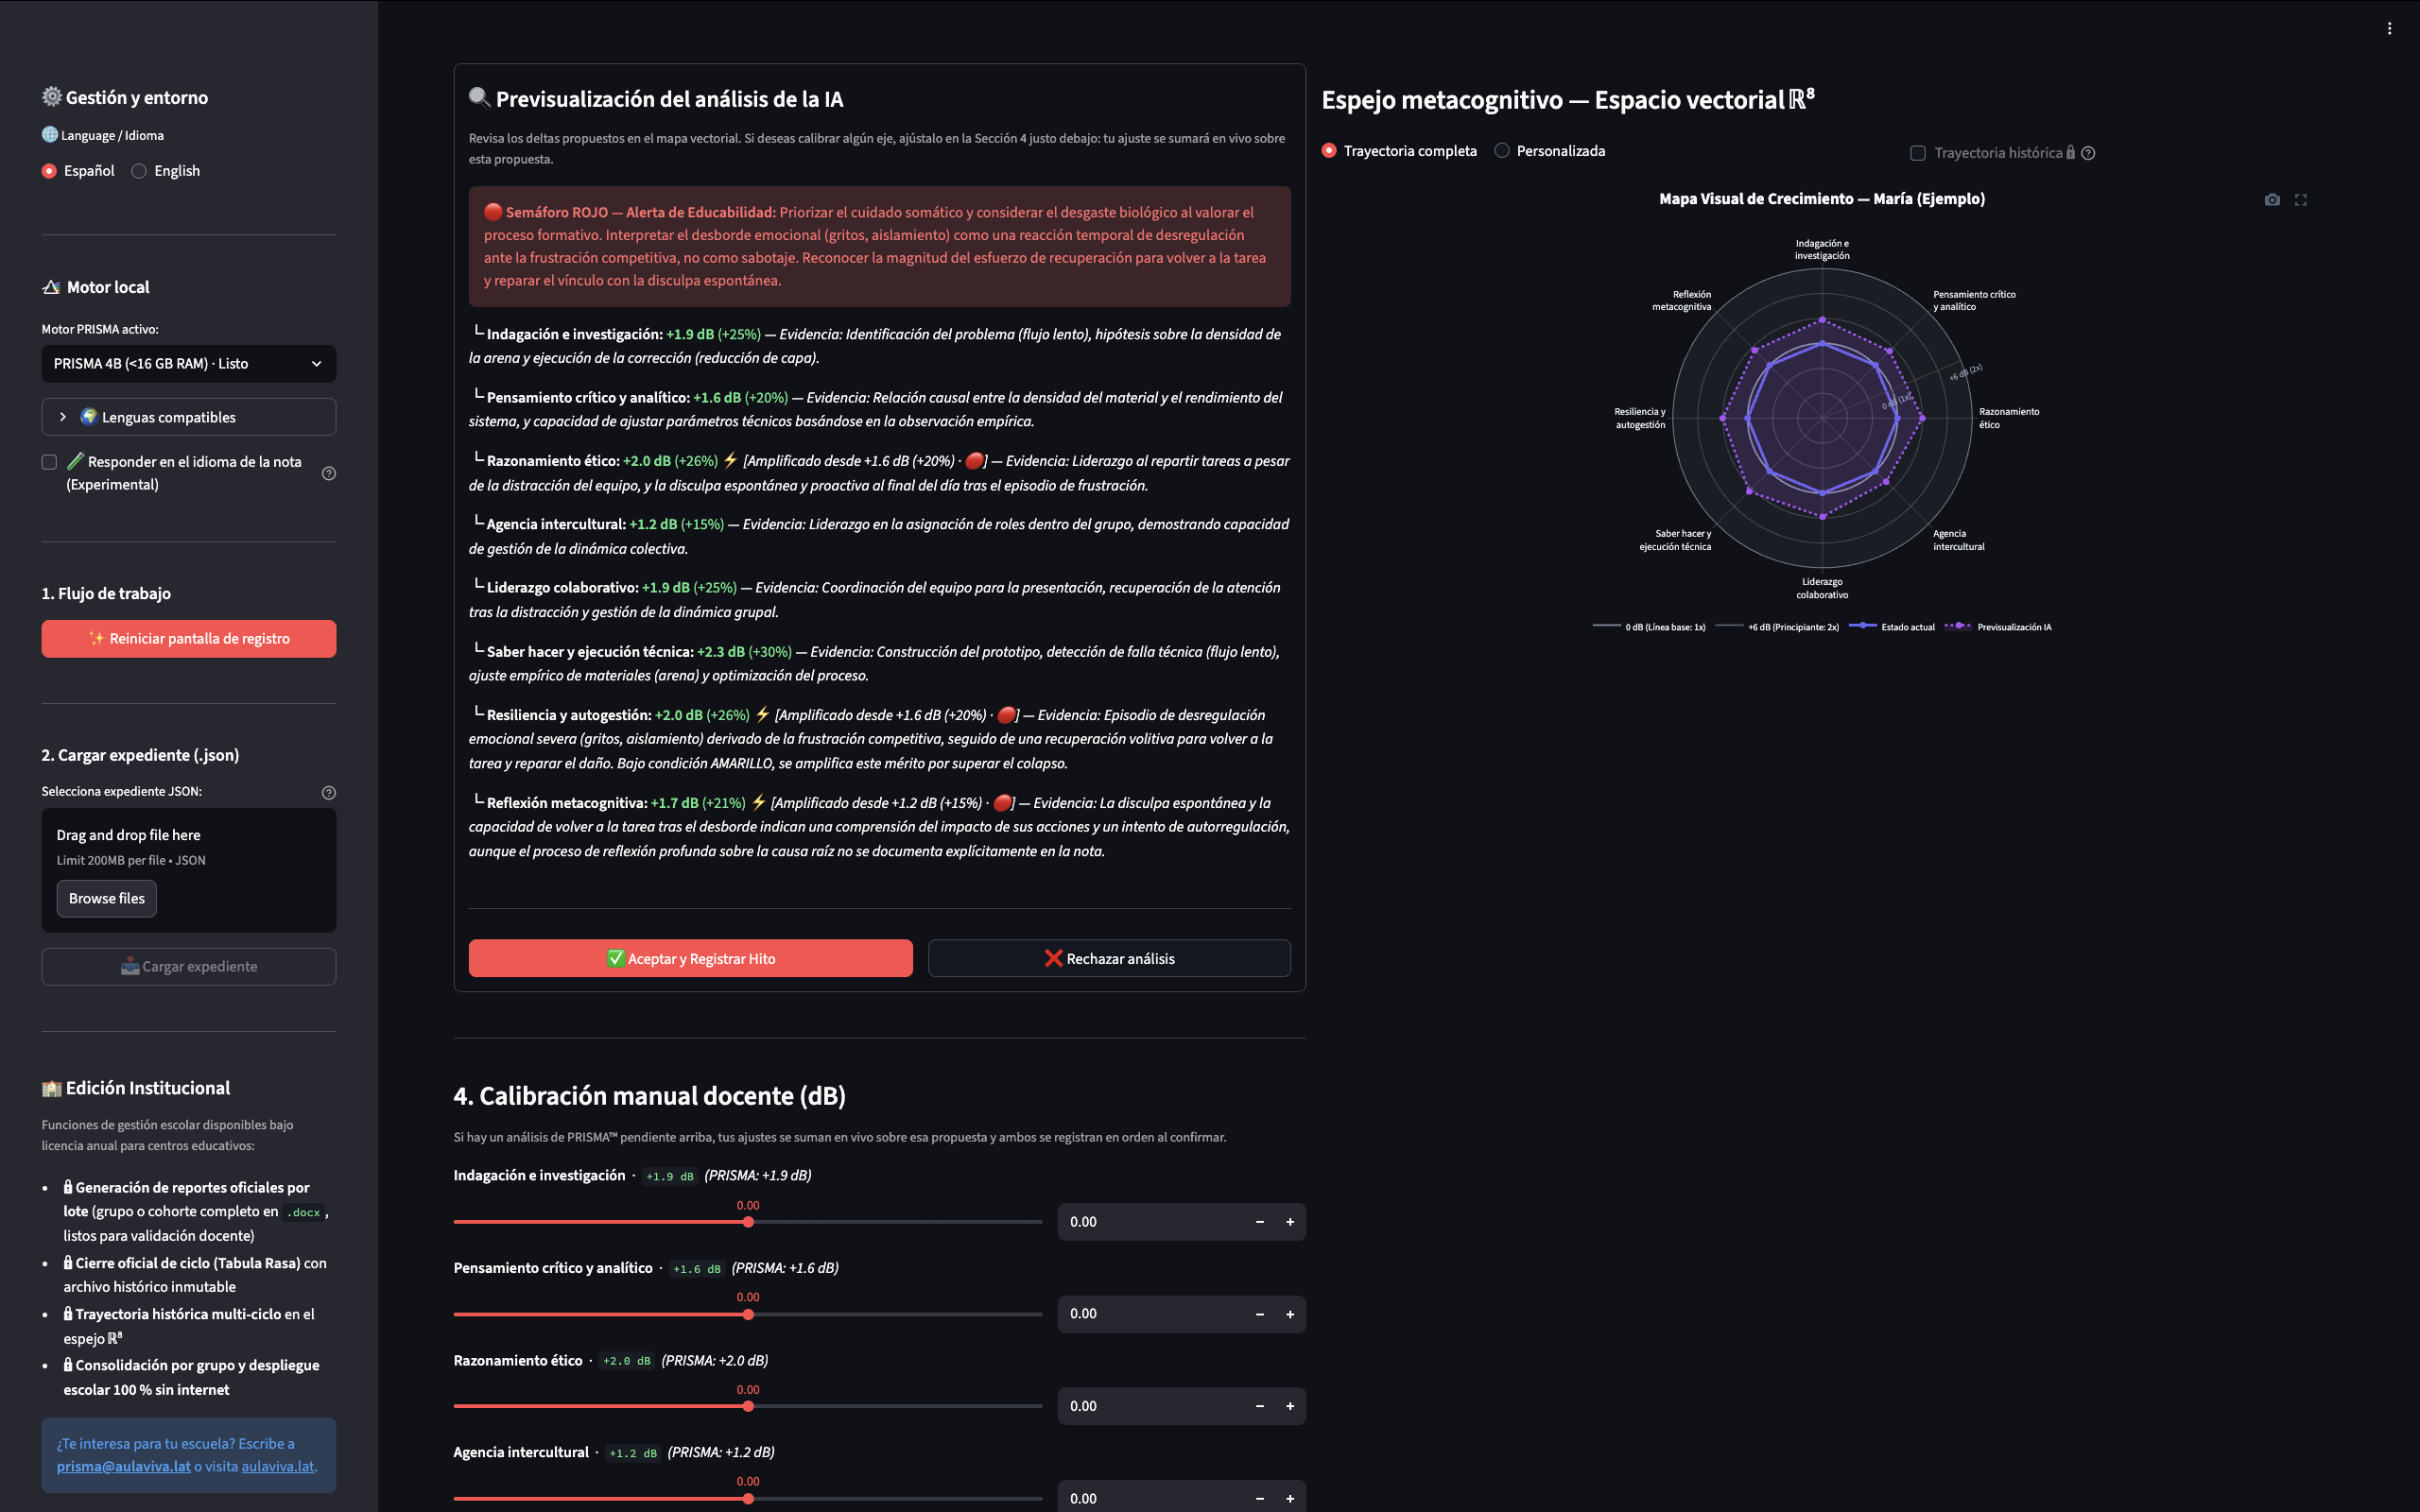 Gestión y entorno
Language / Idioma
Español
English
Motor local
Motor PRISMA activo:
PRISMA 4B (<16 GB RAM) · Listo
Lenguas compatibles
Responder en el idioma de la nota
(Experimental)
1. Flujo de trabajo
✨ Reiniciar pantalla de registro
2. Cargar expediente (.json)
Selecciona expediente JSON:
Drag and drop file here
Limit 200MB per file • JSON
Browse files
Cargar expediente
Edición Institucional
Funciones de gestión escolar disponibles bajo
licencia anual para centros educativos:
• Generación de reportes oficiales por
lote (grupo o cohorte completo en .docx,
listos para validación docente)
• Cierre oficial de ciclo (Tabula Rasa) con
archivo histórico inmutable
• Trayectoria histórica multi-ciclo en el
espejo ℝ⁸
• Consolidación por grupo y despliegue
escolar 100 % sin internet
¿Te interesa para tu escuela? Escribe a
prisma@aulaviva.lat o visita aulaviva.lat.
Previsualización del análisis de la IA
Revisa los deltas propuestos en el mapa vectorial. Si deseas calibrar algún eje, ajústalo en la Sección 4 justo debajo: tu ajuste se sumará en vivo sobre
esta propuesta.
🔴 Semáforo ROJO — Alerta de Educabilidad: Priorizar el cuidado somático y considerar el desgaste biológico al valorar el
proceso formativo. Interpretar el desborde emocional (gritos, aislamiento) como una reacción temporal de desregulación
ante la frustración competitiva, no como sabotaje. Reconocer la magnitud del esfuerzo de recuperación para volver a la tarea
y reparar el vínculo con la disculpa espontánea.
└ Indagación e investigación: +1.9 dB (+25%) — Evidencia: Identificación del problema (flujo lento), hipótesis sobre la densidad de
la arena y ejecución de la corrección (reducción de capa).
└ Pensamiento crítico y analítico: +1.6 dB (+20%) — Evidencia: Relación causal entre la densidad del material y el rendimiento del
sistema, y capacidad de ajustar parámetros técnicos basándose en la observación empírica.
└ Razonamiento ético: +2.0 dB (+26%) ⚡ [Amplificado desde +1.6 dB (+20%) · 🔴] — Evidencia: Liderazgo al repartir tareas a pesar
de la distracción del equipo, y la disculpa espontánea y proactiva al final del día tras el episodio de frustración.
└ Agencia intercultural: +1.2 dB (+15%) — Evidencia: Liderazgo en la asignación de roles dentro del grupo, demostrando capacidad
de gestión de la dinámica colectiva.
└ Liderazgo colaborativo: +1.9 dB (+25%) — Evidencia: Coordinación del equipo para la presentación, recuperación de la atención
tras la distracción y gestión de la dinámica grupal.
└ Saber hacer y ejecución técnica: +2.3 dB (+30%) — Evidencia: Construcción del prototipo, detección de falla técnica (flujo lento),
ajuste empírico de materiales (arena) y optimización del proceso.
└ Resiliencia y autogestión: +2.0 dB (+26%) ⚡ [Amplificado desde +1.6 dB (+20%) · 🔴] — Evidencia: Episodio de desregulación
emocional severa (gritos, aislamiento) derivado de la frustración competitiva, seguido de una recuperación volitiva para volver a la
tarea y reparar el daño. Bajo condición AMARILLO, se amplifica este mérito por superar el colapso.
└ Reflexión metacognitiva: +1.7 dB (+21%) ⚡ [Amplificado desde +1.2 dB (+15%) · 🔴] — Evidencia: La disculpa espontánea y la
capacidad de volver a la tarea tras el desborde indican una comprensión del impacto de sus acciones y un intento de autorregulación,
aunque el proceso de reflexión profunda sobre la causa raíz no se documenta explícitamente en la nota.
✅ Aceptar y Registrar Hito
❌ Rechazar análisis
4. Calibración manual docente (dB)
Si hay un análisis de PRISMA™ pendiente arriba, tus ajustes se suman en vivo sobre esa propuesta y ambos se registran en orden al confirmar.
Indagación e investigación · +1.9 dB (PRISMA: +1.9 dB)
0.00
0.00 − +
Pensamiento crítico y analítico · +1.6 dB (PRISMA: +1.6 dB)
0.00
0.00 − +
Razonamiento ético · +2.0 dB (PRISMA: +2.0 dB)
0.00
0.00 − +
Agencia intercultural · +1.2 dB (PRISMA: +1.2 dB)
0.00
0.00 − +
Espejo metacognitivo — Espacio vectorial ℝ⁸
Trayectoria completa
Personalizada
Trayectoria histórica
Mapa Visual de Crecimiento — María (Ejemplo)
Indagación e
investigación
Reflexión
metacognitiva
Pensamiento crítico
y analítico
+6 dB (2x)
0 dB (1x)
Resiliencia y
autogestión
Razonamiento
ético
Saber hacer y
ejecución técnica
Agencia
intercultural
Liderazgo
colaborativo
0 dB (Línea base: 1x)
+6 dB (Principiante: 2x)
Estado actual
Previsualización IA